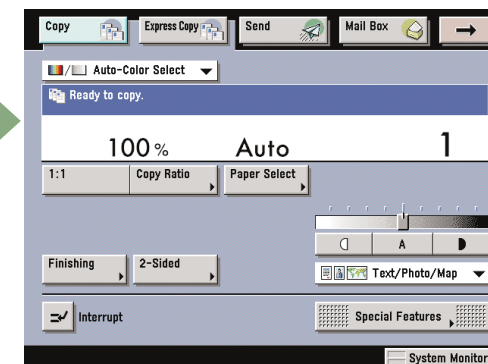 Copy Express Copy Send Mail Box
Auto-Color Select
Ready to copy.
100 % Auto 1
1:1 Copy Ratio Paper Select
A
Finishing 2-Sided Text/Photo/Map
Interrupt Special Features
System Monitor